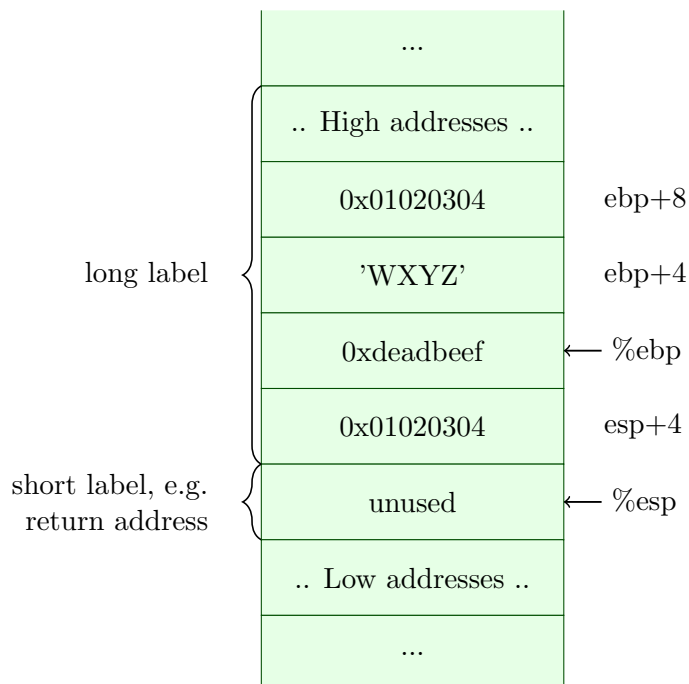 ...
.. High addresses ..
0x01020304 ebp+8
long label 'WXYZ' ebp+4
0xdeadbeef %ebp
0x01020304 esp+4
short label, e.g.
return address
unused %esp
.. Low addresses ..
...